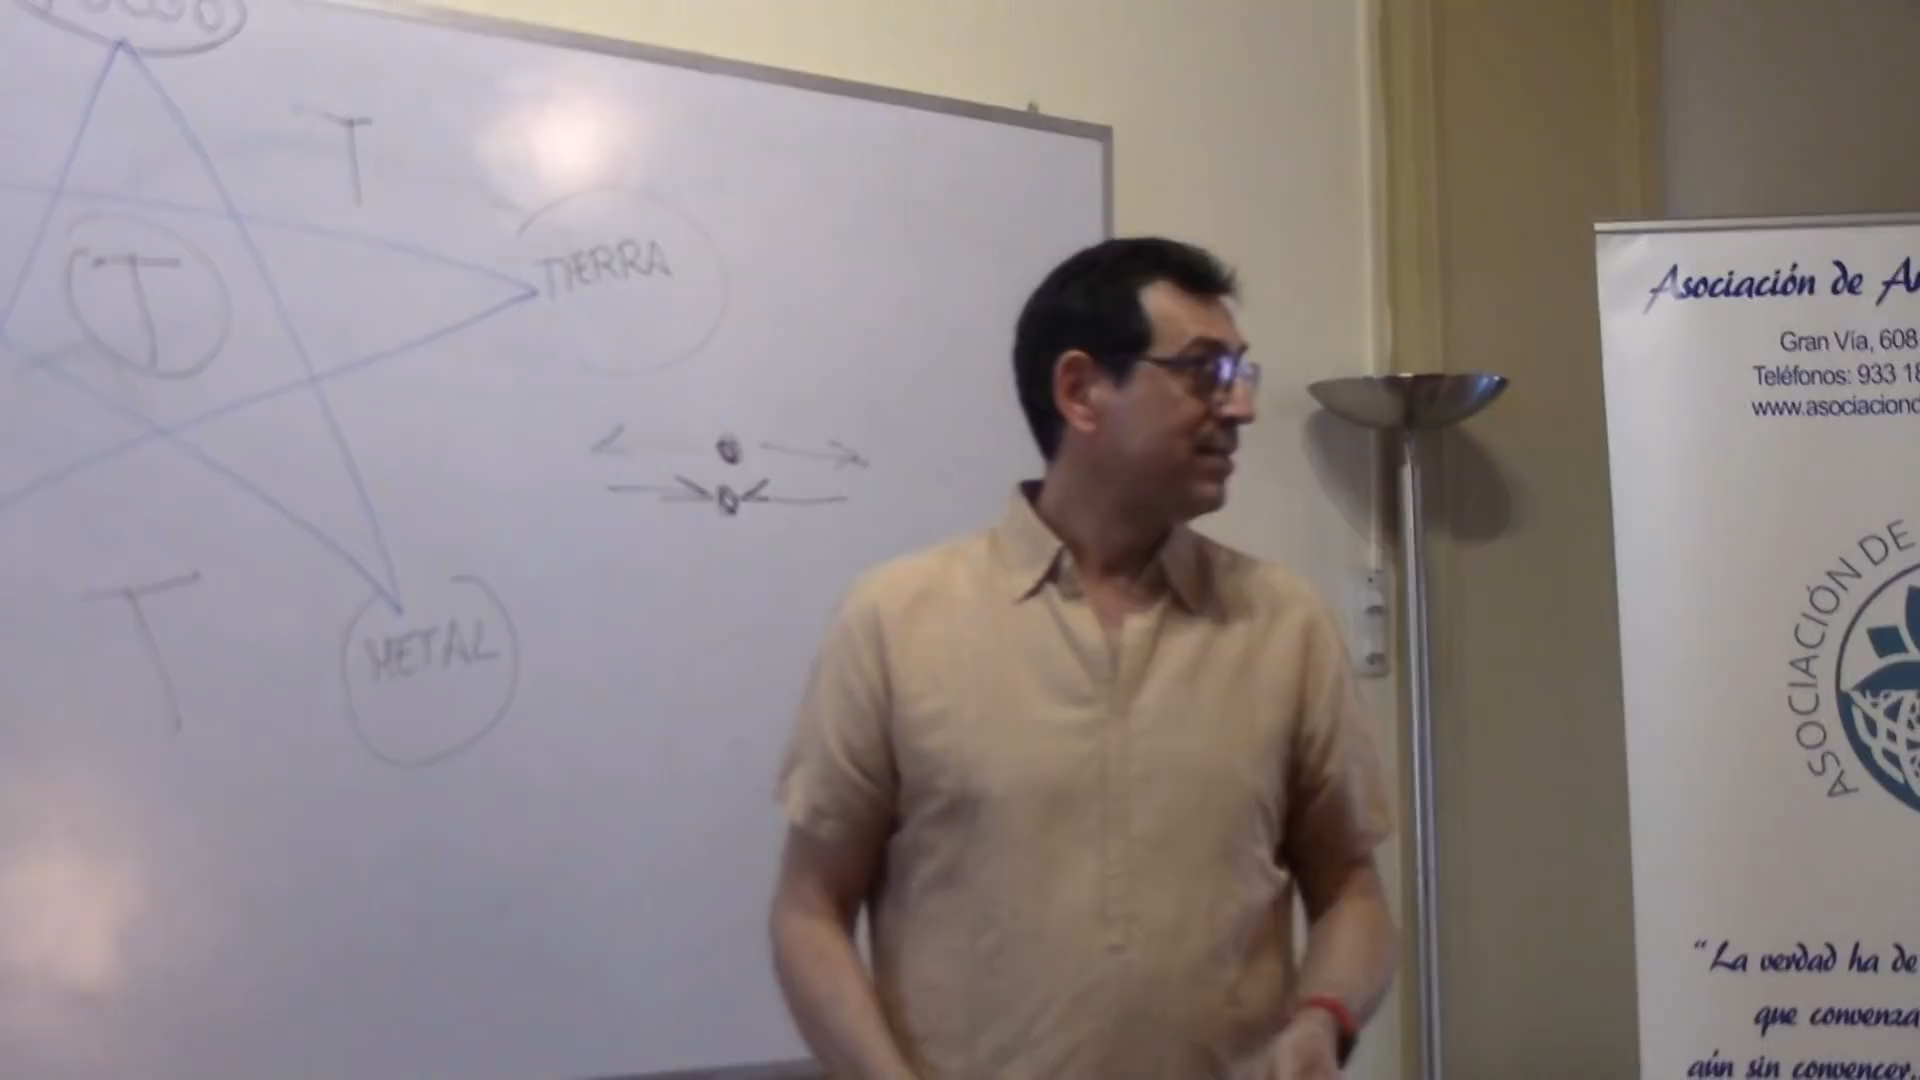 FUEGO
T
TIERRA
T
T
METAL
Asociación de
Gran Vía, 608
Teléfonos: 933 18
www.asociacion
ASOCIACIÓN DE
“La verdad ha de
que convenza
aún sin convencer.